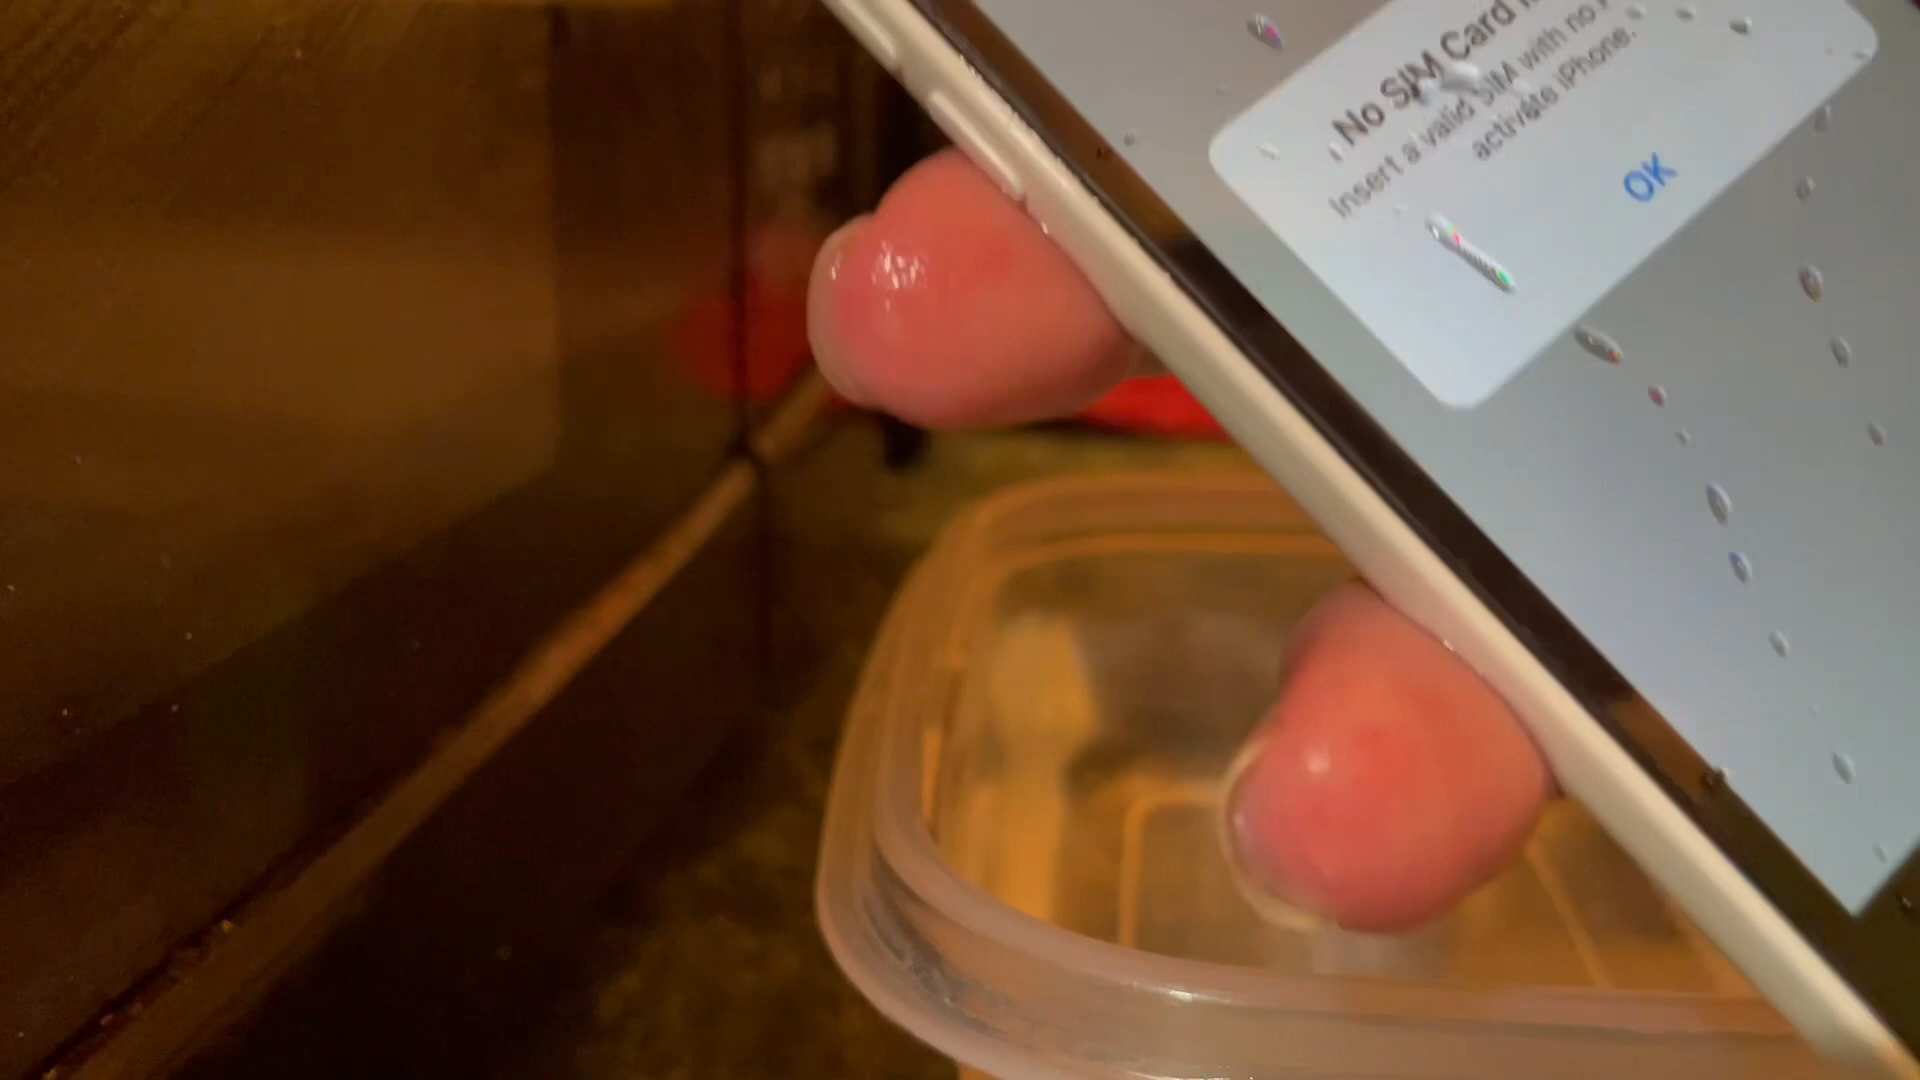 No SIM Card
Insert a valid SIM with no
activate iPhone.
OK